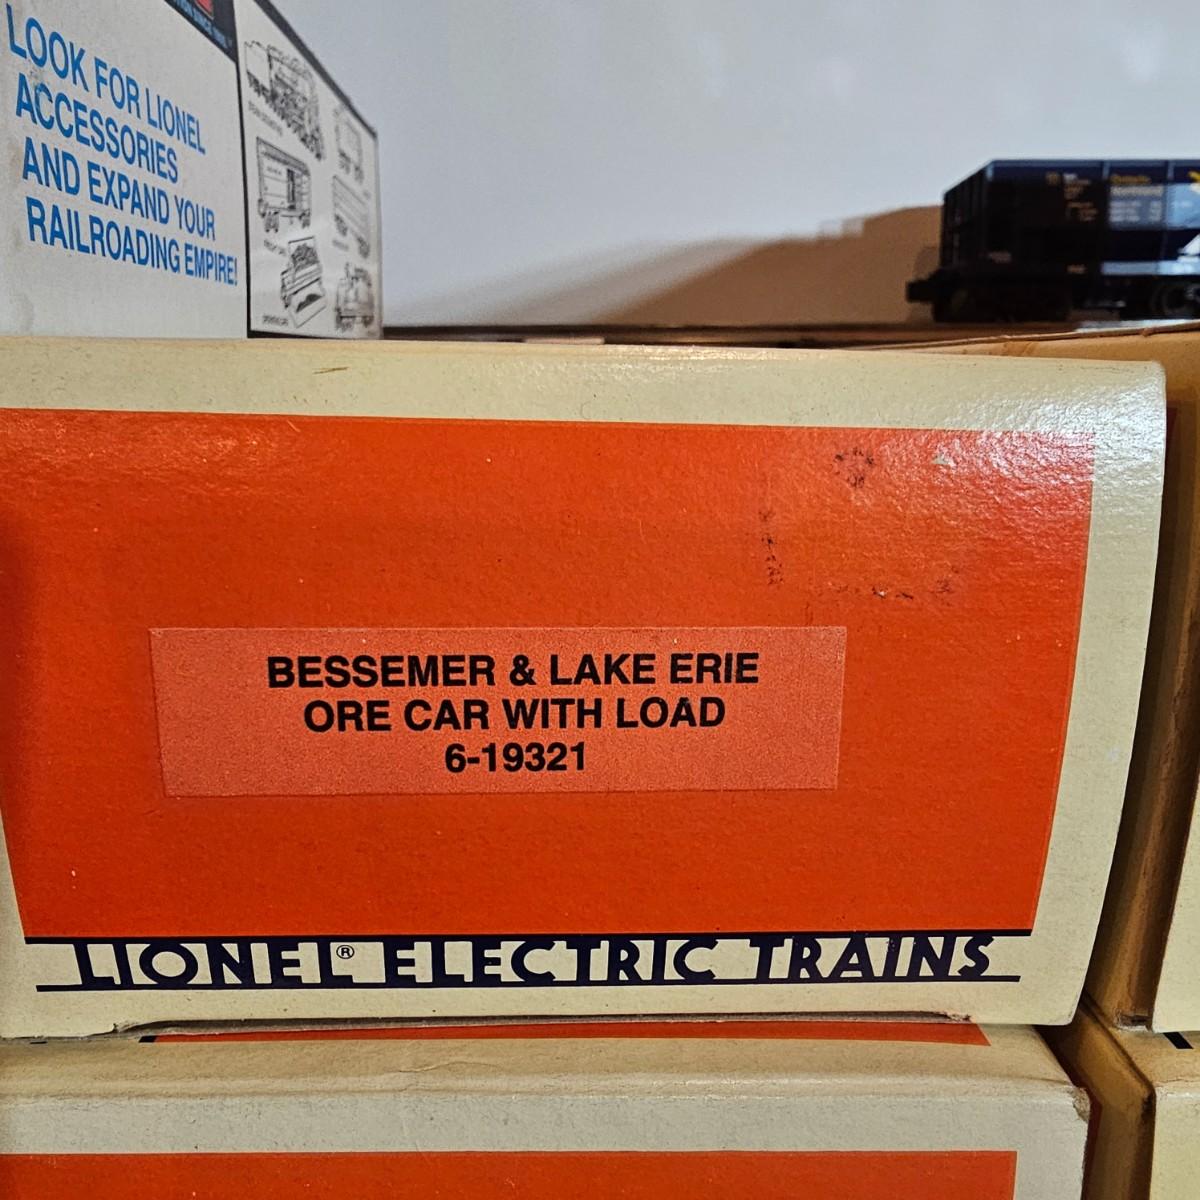 LOOK FOR LIONEL
ACCESSORIES
AND EXPAND YOUR
RAILROADING EMPIRE!
BESSEMER & LAKE ERIE
ORE CAR WITH LOAD
6-19321
LIONEL® ELECTRIC TRAINS